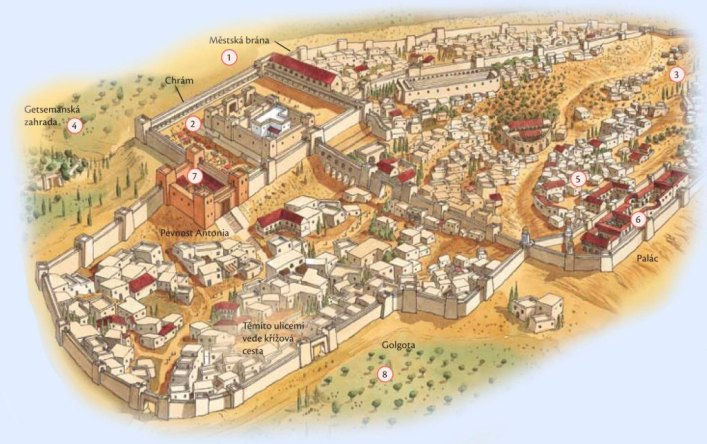 Městská brána
1
Chrám
3
Getsemanská
zahrada
4
2
7
5
6
Pevnost Antonia
Palác
Těmito ulicemi
vede křížová
cesta
Golgota
8